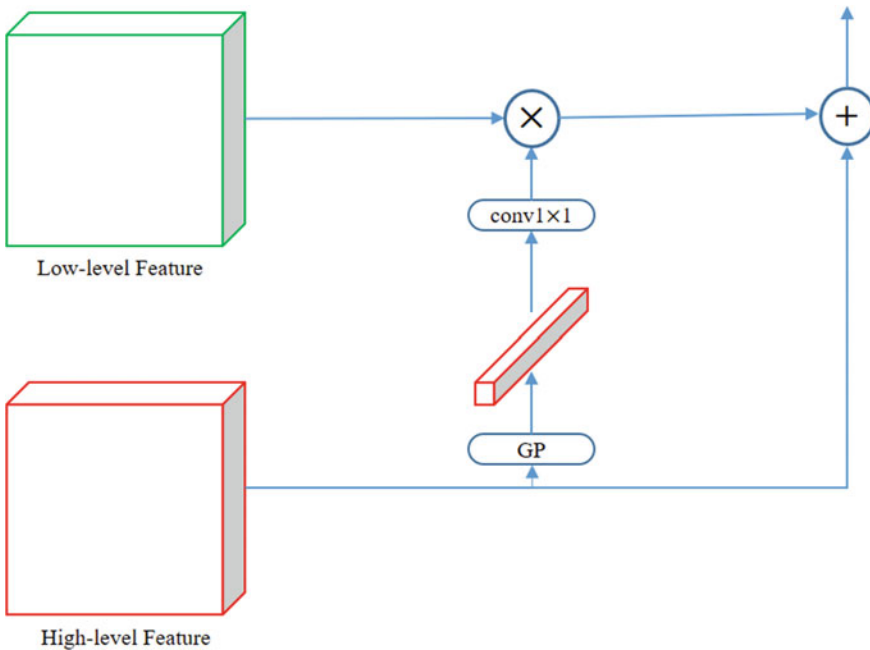 ×
+
conv1×1
Low-level Feature
GP
High-level Feature